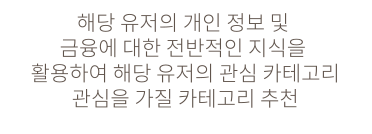 해당 유저의 개인 정보 및
금융에 대한 전반적인 지식을
활용하여 해당 유저의 관심 카테고리
관심을 가질 카테고리 추천